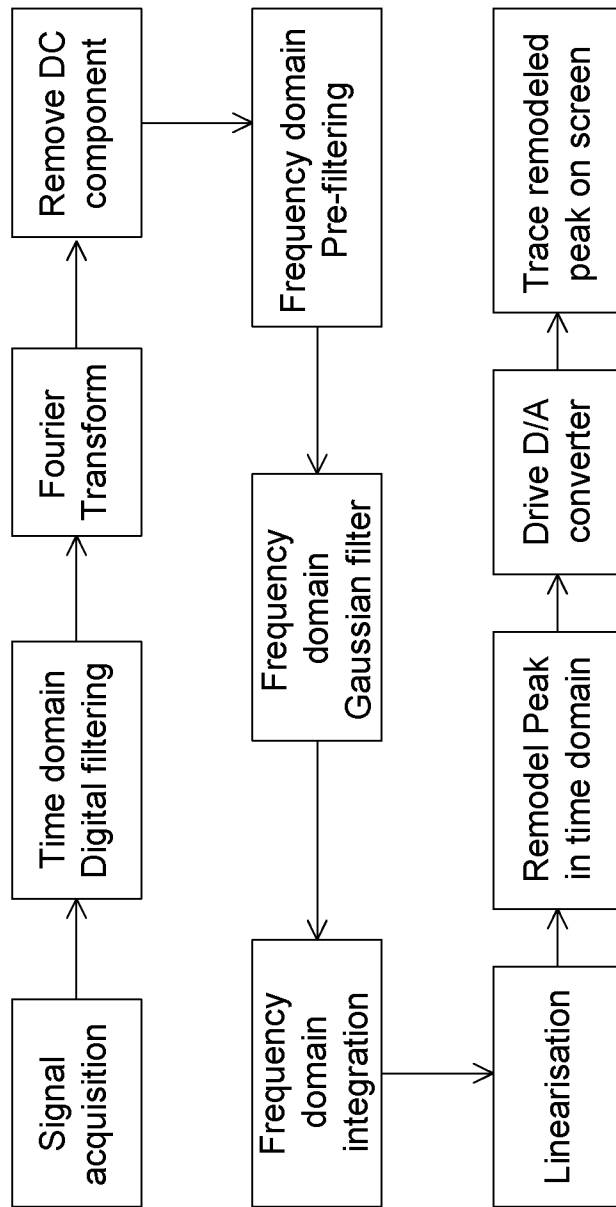 Signal
acquisition
Time domain
Digital filtering
Fourier
Transform
Remove DC
component
Frequency domain
Pre-filtering
Frequency
domain
Gaussian filter
Frequency
domain
integration
Linearisation
Remodel Peak
in time domain
Drive D/A
converter
Trace remodeled
peak on screen